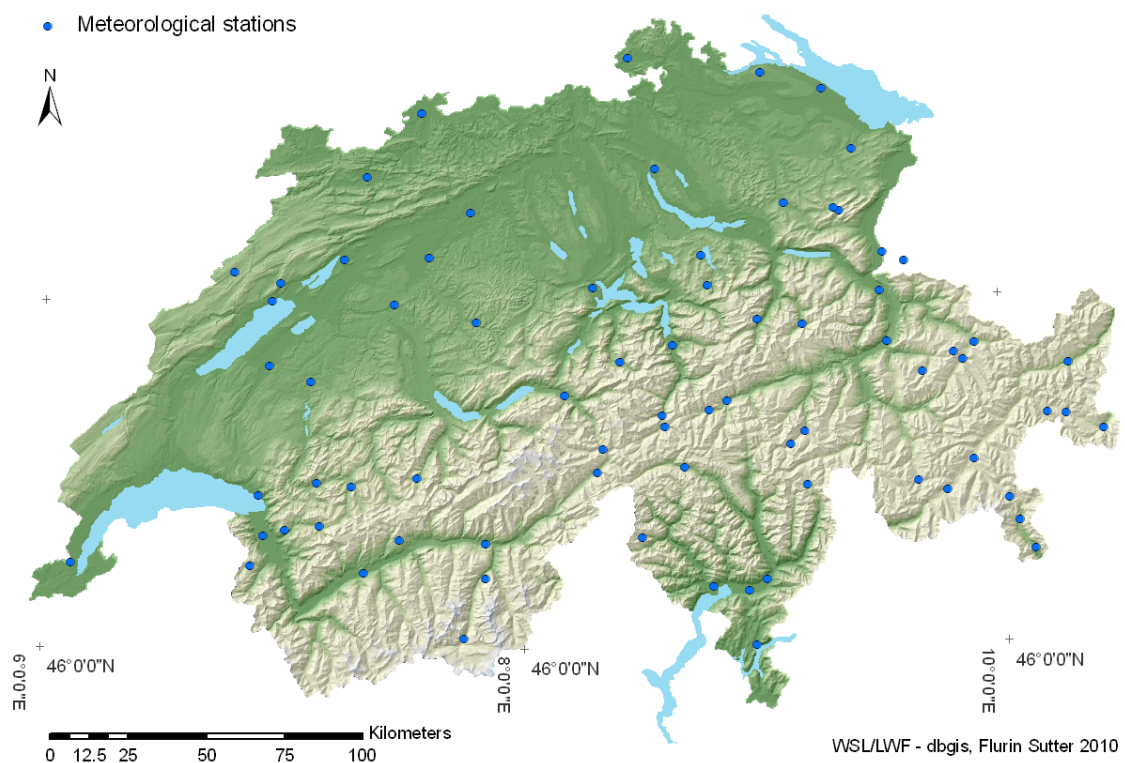 Meteorological stations
N
6°0'0"E
46°0'0"N
8°0'0"E
46°0'0"N
10°0'0"E
46°0'0"N
Kilometers
0 12.5 25 50 75 100
WSL/LWF - dbgis, Flurin Sutter 2010